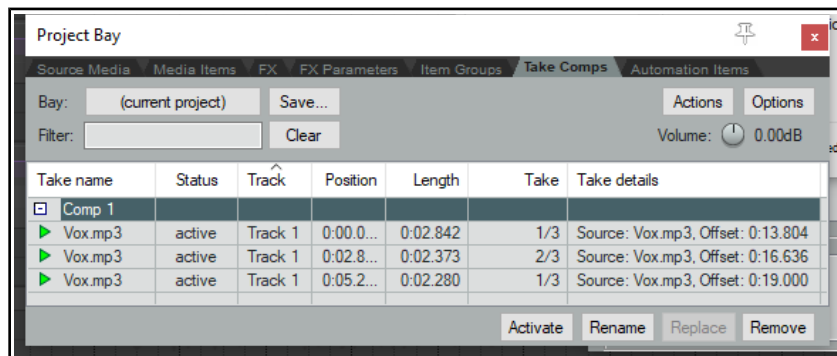 Project Bay
Source Media Media Items FX FX Parameters Item Groups Take Comps Automation Items
Bay: (current project) Save... Actions Options
Filter: Clear Volume: 0.00dB
Take name Status Track Position Length Take Take details
Comp 1
Vox.mp3 active Track 1 0:00.0... 0:02.842 1/3 Source: Vox.mp3, Offset: 0:13.804
Vox.mp3 active Track 1 0:02.8... 0:02.373 2/3 Source: Vox.mp3, Offset: 0:16.636
Vox.mp3 active Track 1 0:05.2... 0:02.280 1/3 Source: Vox.mp3, Offset: 0:19.000
Activate Rename Replace Remove